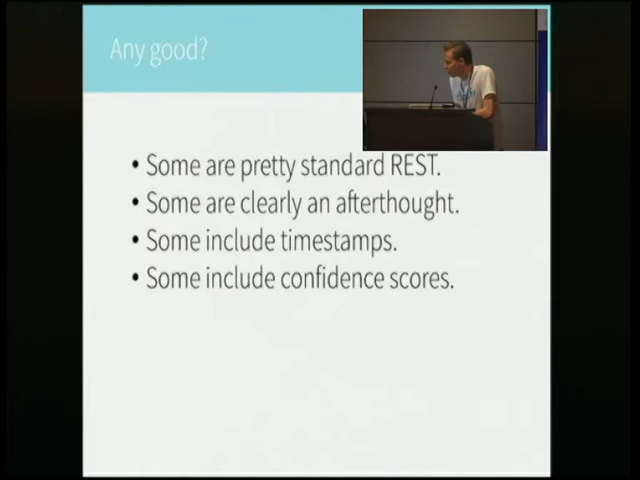 Any good?
• Some are pretty standard REST.
• Some are clearly an afterthought.
• Some include timestamps.
• Some include confidence scores.